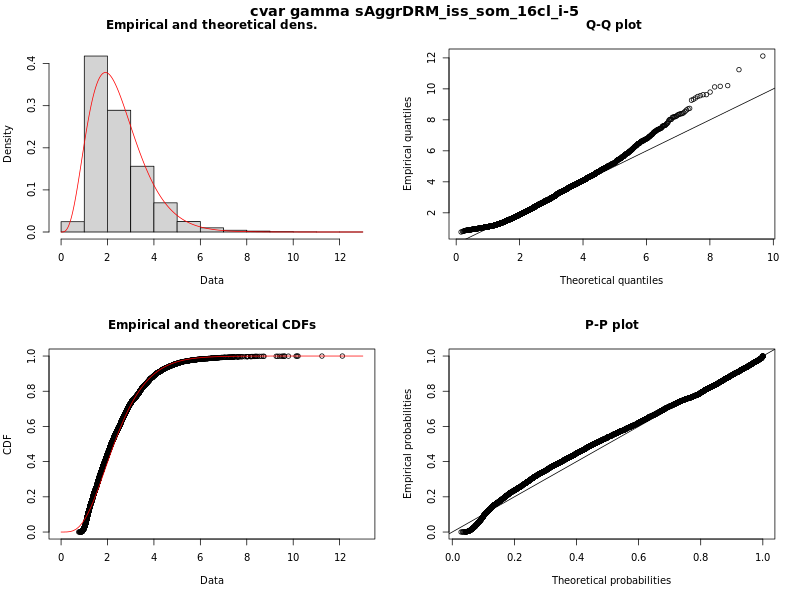 cvar gamma sAggrDRM_iss_som_16cl_i-5
Empirical and theoretical dens.
Density
0.0 0.1 0.2 0.3 0.4
0 2 4 6 8 10 12
Data
Q-Q plot
Empirical quantiles
2 4 6 8 10 12
0 2 4 6 8 10
Theoretical quantiles
Empirical and theoretical CDFs
CDF
0.0 0.2 0.4 0.6 0.8 1.0
0 2 4 6 8 10 12
Data
P-P plot
Empirical probabilities
0.0 0.2 0.4 0.6 0.8 1.0
0.0 0.2 0.4 0.6 0.8 1.0
Theoretical probabilities